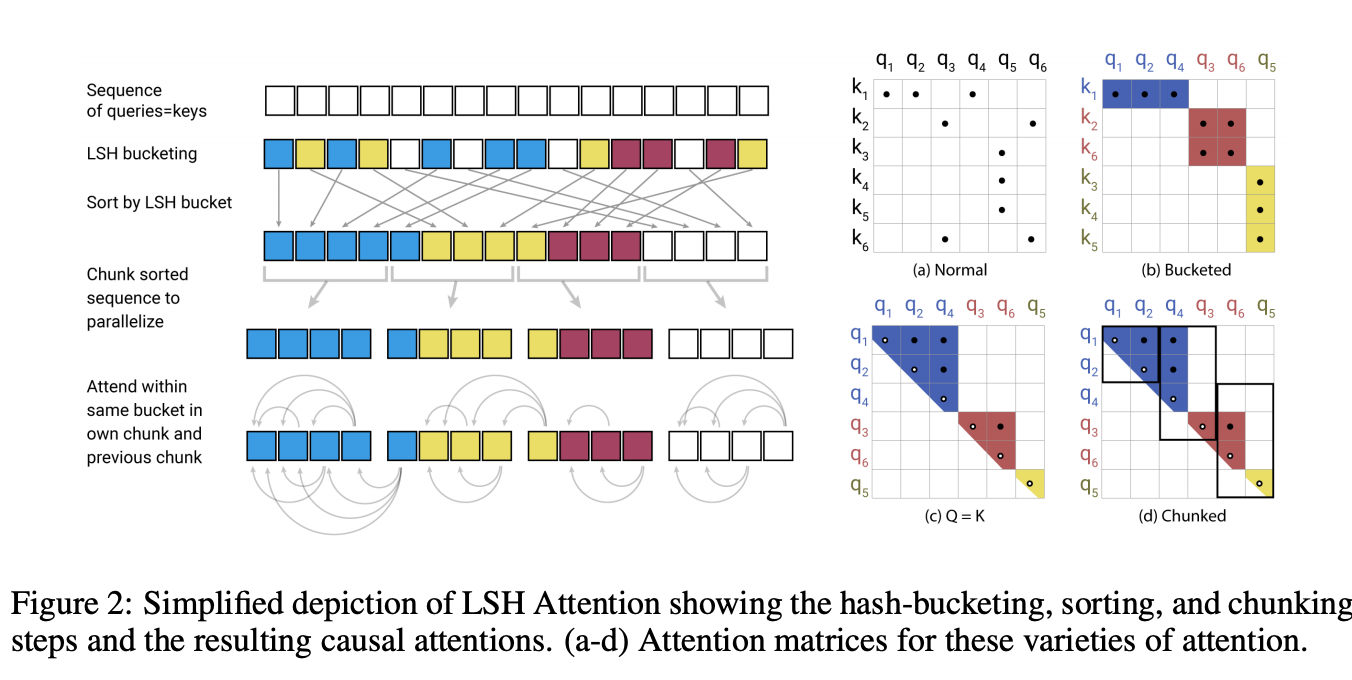 Sequence
of queries=keys
LSH bucketing
Sort by LSH bucket
Chunk sorted
sequence to
parallelize
Attend within
same bucket in
own chunk and
previous chunk
q1 q2 q3 q4 q5 q6
k1
k2
k3
k4
k5
k6
(a) Normal
q1 q2 q4 q3 q6 q5
k1
k2
k6
k3
k4
k5
(b) Bucketed
q1 q2 q4 q3 q6 q5
q1
q2
q4
q3
q6
q5
(c) Q = K
q1 q2 q4 q3 q6 q5
q1
q2
q4
q3
q6
q5
(d) Chunked
Figure 2: Simplified depiction of LSH Attention showing the hash-bucketing, sorting, and chunking
steps and the resulting causal attentions. (a-d) Attention matrices for these varieties of attention.